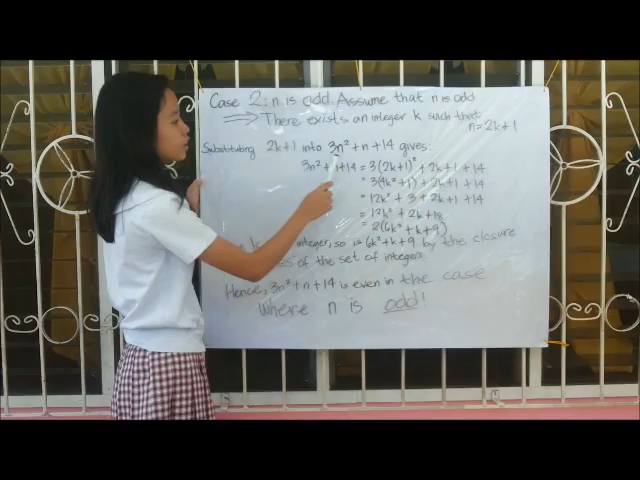 Case 2: n is odd. Assume that n is odd
⟹ There exists an integer k such that
n = 2k+1
Substituting 2k+1 into 3n² + n + 14 gives:
3n² + +14 = 3(2k+1)² + 2k+1 + 14
= 3(4k²+1) + 2k+1 + 14
= 12k² + 3 + 2k+1 + 14
= 12k² + 2k + 18
= 2(6k² + k + 9)
integer, so is 6k²+k+9 by the closure
of the set of integers
Hence, 3n² + n + 14 is even in the case
where n is odd!